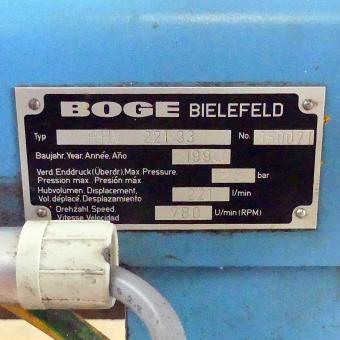 BOGE BIELEFELD
Typ 221-33 No.
Baujahr, Year, Année, Año
Verd. Enddruck (Überdr.), Max. Pressure,
Pression max., Presión máx. bar
Hubvolumen, Displacement, 221 l/min
Vol. déplacé, Desplazamiento
Drehzahl, Speed 780 U/min (RPM)
Vitesse Velocidad